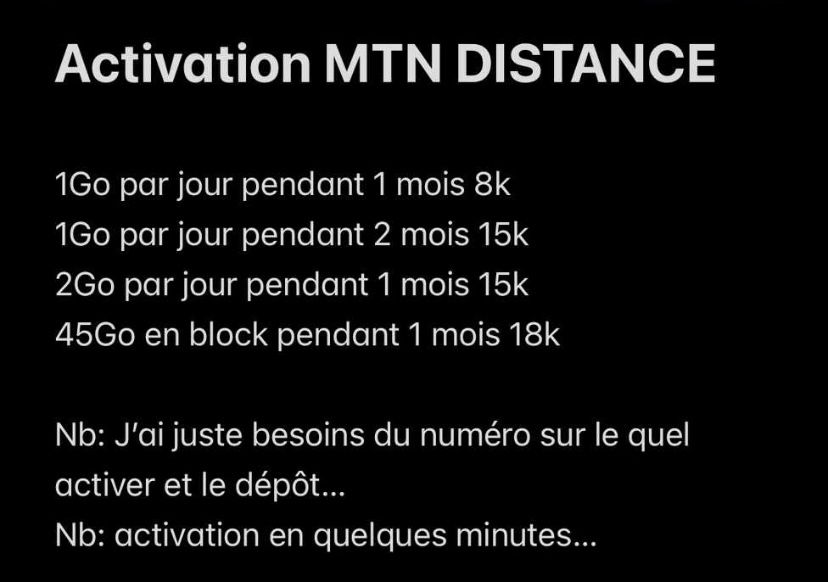 Activation MTN DISTANCE
1Go par jour pendant 1 mois 8k
1Go par jour pendant 2 mois 15k
2Go par jour pendant 1 mois 15k
45Go en block pendant 1 mois 18k
Nb: J’ai juste besoins du numéro sur le quel
activer et le dépôt...
Nb: activation en quelques minutes...